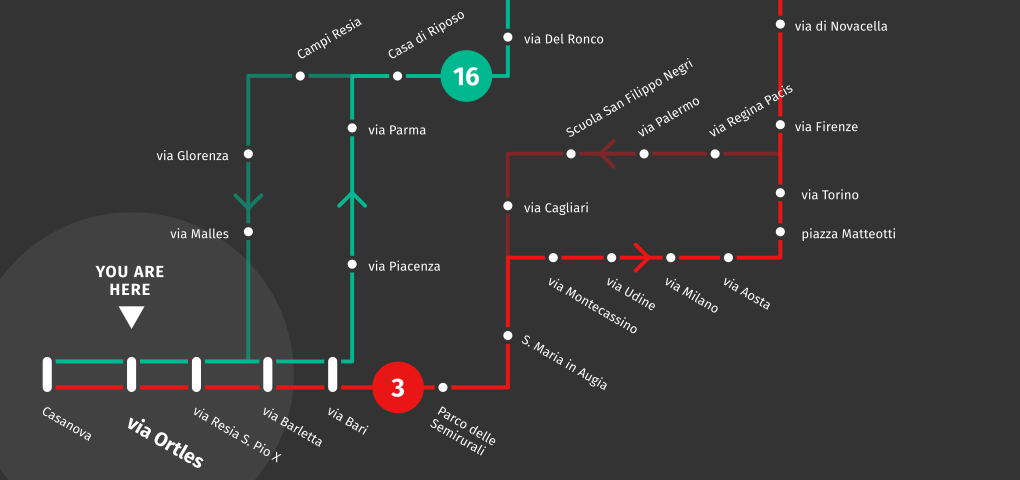 Campi Resia
Casa di Riposo
via Del Ronco
via di Novacella
16
Scuola San Filippo Negri
via Palermo
via Regina Pacis
via Firenze
via Parma
via Glorenza
via Torino
via Cagliari
via Malles
piazza Matteotti
via Piacenza
YOU ARE
HERE
via Montecassino
via Udine
via Milano
via Aosta
S. Maria in Augia
3
Casanova
via Ortles
via Resia S. Pio X
via Barletta
via Bari
Parco delle
Semirurali